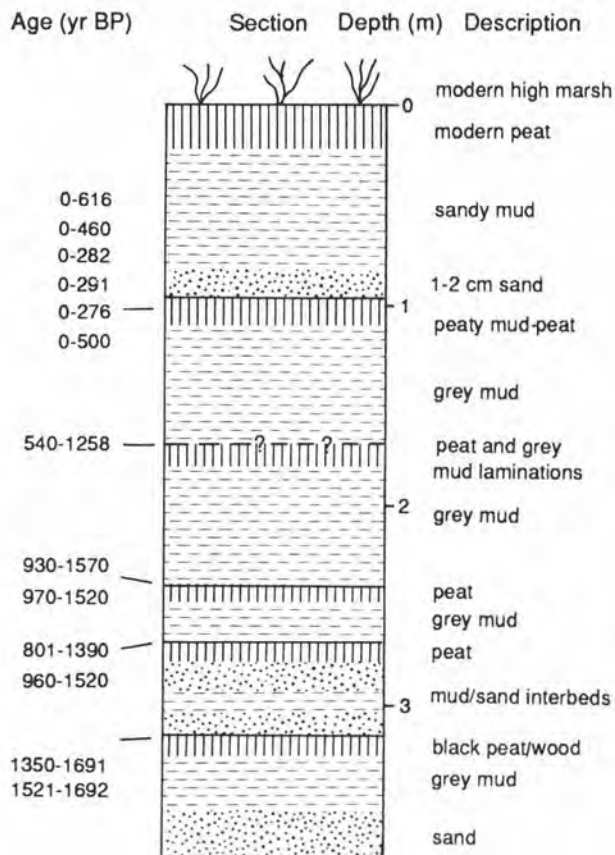 Age (yr BP) Section Depth (m) Description
modern high marsh
0
modern peat
0-616
sandy mud
0-460
0-282
0-291
1-2 cm sand
0-276
1
peaty mud-peat
0-500
grey mud
540-1258 ? ? peat and grey
mud laminations
2
grey mud
930-1570
970-1520
peat
grey mud
801-1390
peat
960-1520
mud/sand interbeds
3
black peat/wood
1350-1691
grey mud
1521-1692
sand